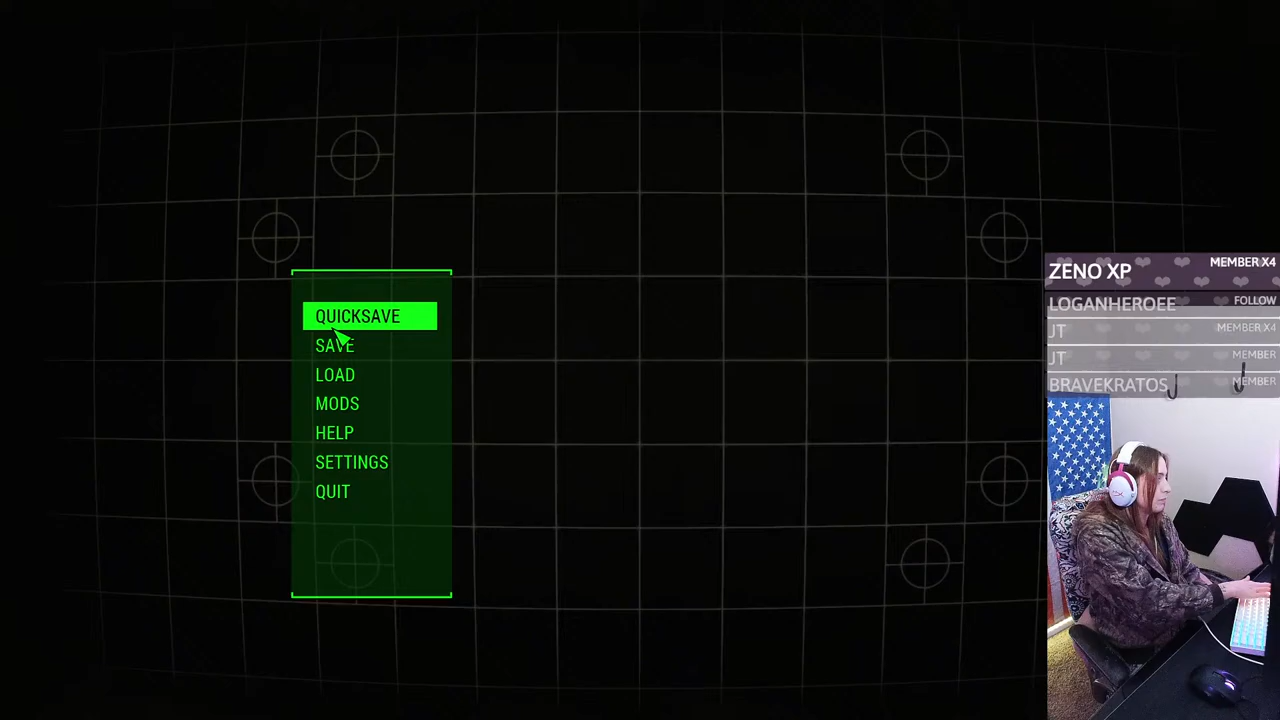 QUICKSAVE
SAVE
LOAD
MODS
HELP
SETTINGS
QUIT
ZENO XP MEMBER X4
LOGANHEROEE FOLLOW
JT MEMBER X4
JT MEMBER
BRAVEKRATOS MEMBER